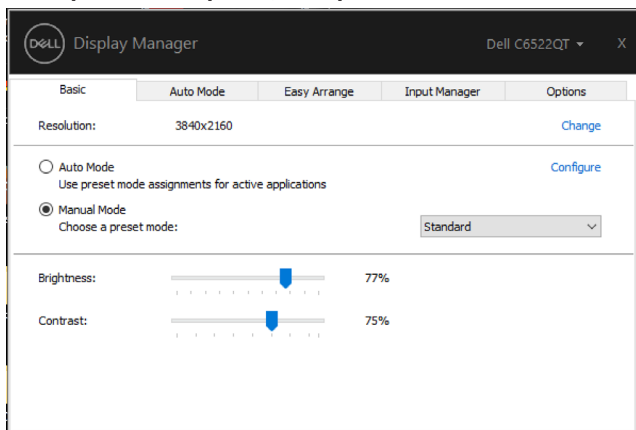 DELL Display Manager Dell C6522QT X
Basic Auto Mode Easy Arrange Input Manager Options
Resolution: 3840x2160 Change
Auto Mode Configure
Use preset mode assignments for active applications
Manual Mode
Choose a preset mode: Standard
Brightness: 77%
Contrast: 75%